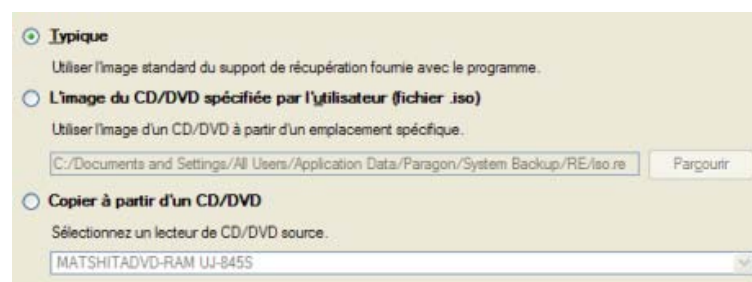 Typique
Utiliser l'image standard du support de récupération fournie avec le programme.
L'image du CD/DVD spécifiée par l'utilisateur (fichier .iso)
Utiliser l'image d'un CD/DVD à partir d'un emplacement spécifique.
C:/Documents and Settings/All Users/Application Data/Paragon/System Backup/RE/iso.re Parcourir
Copier à partir d'un CD/DVD
Sélectionnez un lecteur de CD/DVD source.
MATSHITADVD-RAM UJ-845S